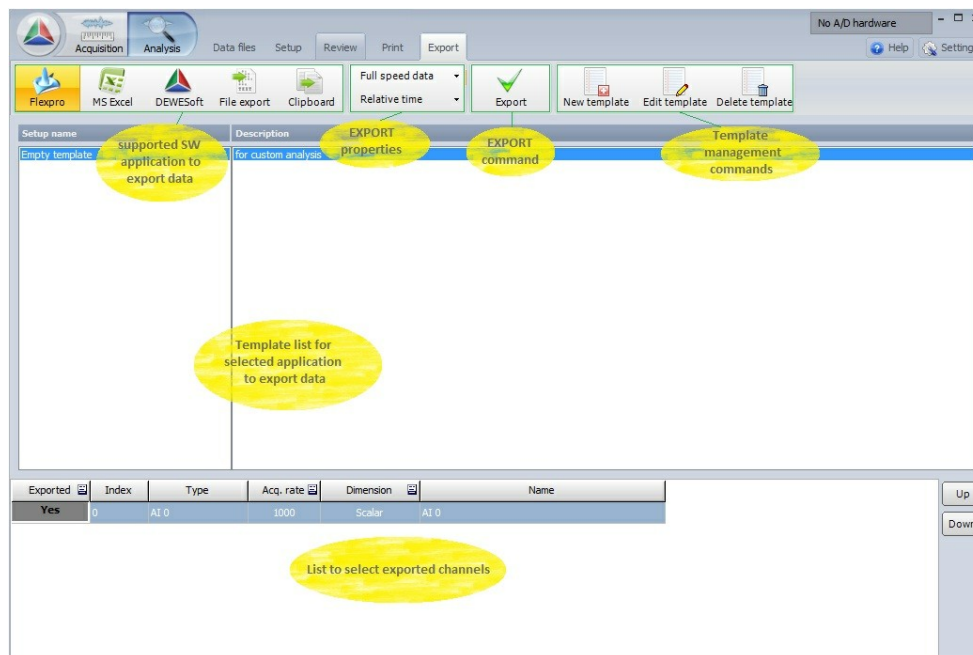 No A/D hardware
Acquisition
Analysis
Data files
Setup
Review
Print
Export
Help
Setting
Flexpro
MS Excel
DEWESoft
File export
Clipboard
Full speed data
Relative time
Export
New template
Edit template
Delete template
Setup name
Description
Empty template
for custom analysis
supported SW
application to
export data
EXPORT
properties
EXPORT
command
Template
management
commands
Template list for
selected application
to export data
Exported
Index
Type
Acq. rate
Dimension
Name
Yes
0
AI 0
1000
Scalar
AI 0
Up
Down
List to select exported channels